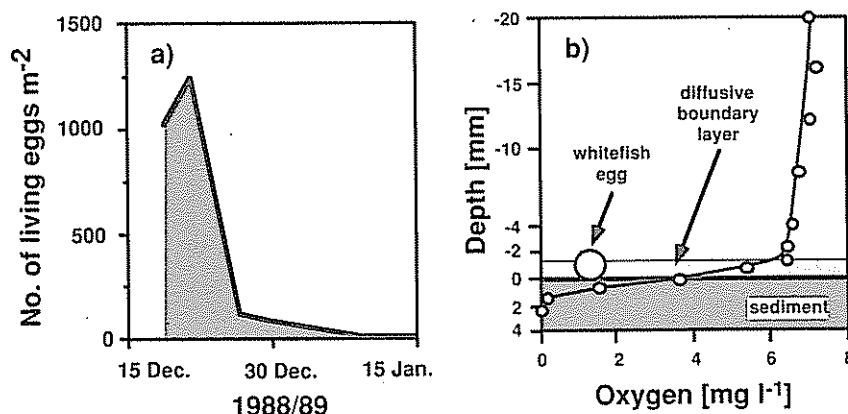 a)
No. of living eggs m-2
1500
1000
500
0
15 Dec.
30 Dec.
15 Jan.
1988/89
b)
Depth [mm]
-20
-15
-10
-4
-2
0
2
4
diffusive
boundary
layer
whitefish
egg
sediment
0
2
4
6
8
Oxygen [mg l-1]